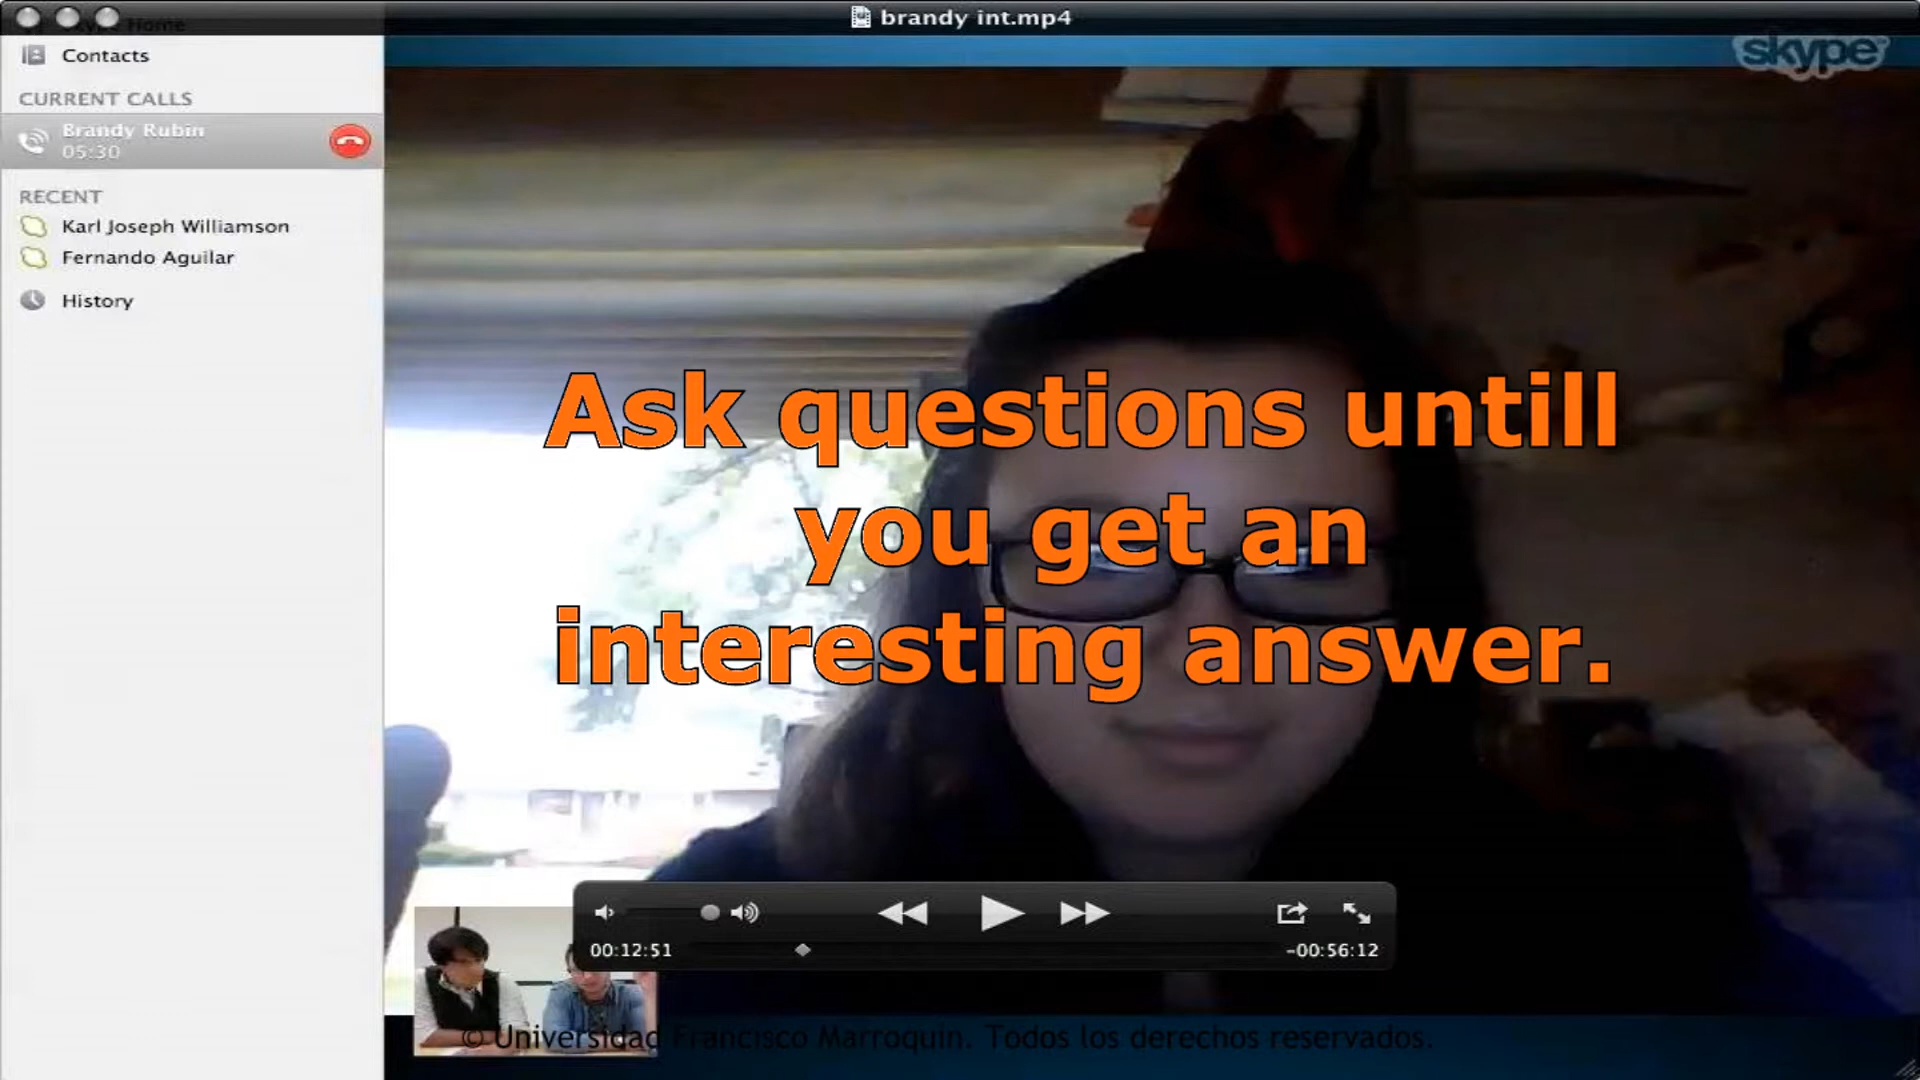 brandy int.mp4
Skype Home
Contacts
skype
CURRENT CALLS
Brandy Rubin
05:30
RECENT
Karl Joseph Williamson
Fernando Aguilar
History
Ask questions untill
you get an
interesting answer.
00:12:51
-00:56:12
© Universidad Francisco Marroquín. Todos los derechos reservados.